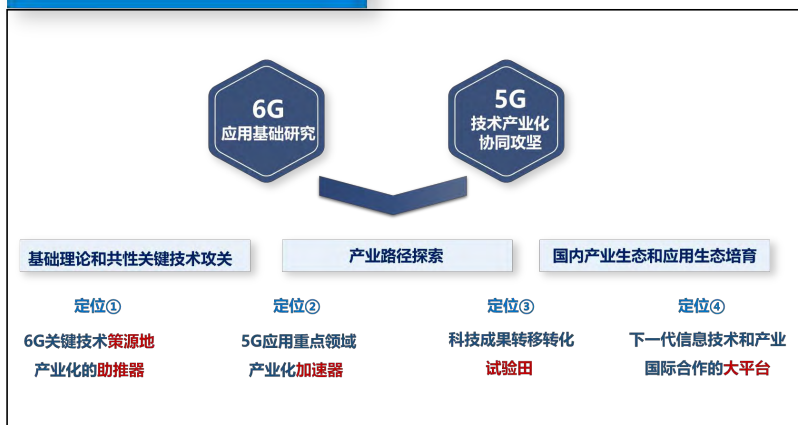 6G
应用基础研究
5G
技术产业化
协同攻坚
基础理论和共性关键技术攻关
产业路径探索
国内产业生态和应用生态培育
定位①
6G关键技术策源地
产业化的助推器
定位②
5G应用重点领域
产业化加速器
定位③
科技成果转移转化
试验田
定位④
下一代信息技术和产业
国际合作的大平台